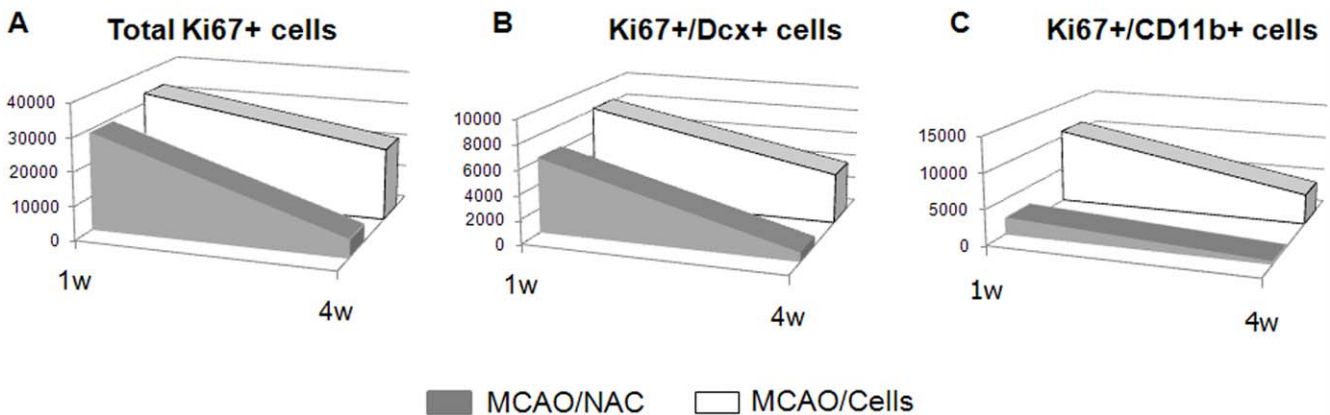 A Total Ki67+ cells
40000
30000
20000
10000
0
1w
4w
B Ki67+/Dcx+ cells
10000
8000
6000
4000
2000
0
1w
4w
C Ki67+/CD11b+ cells
15000
10000
5000
0
1w
4w
MCAO/NAC MCAO/Cells